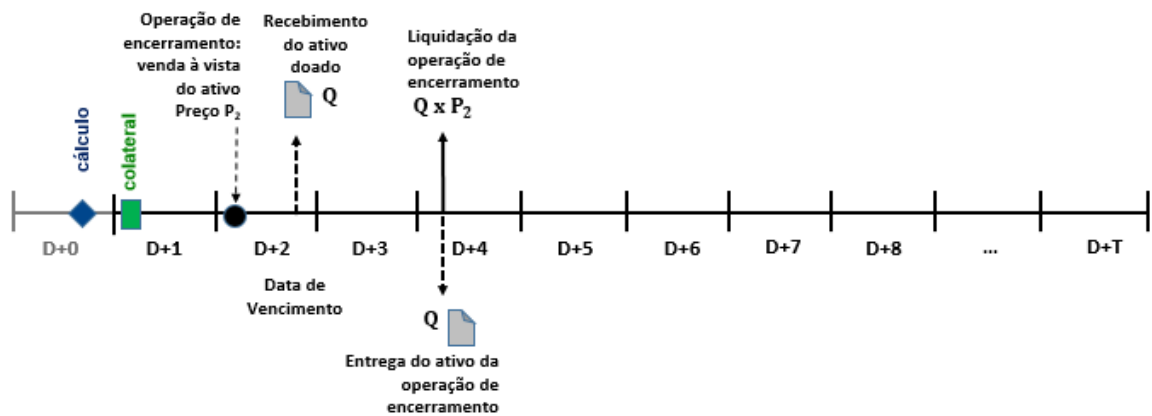 Operação de
encerramento:
venda à vista
do ativo
Preço P₂
Recebimento
do ativo
doado
Q
Liquidação da
operação de
encerramento
Q x P₂
cálculo
colateral
D+0
D+1
D+2
D+3
D+4
D+5
D+6
D+7
D+8
...
D+T
Data de
Vencimento
Q
Entrega do ativo da
operação de
encerramento